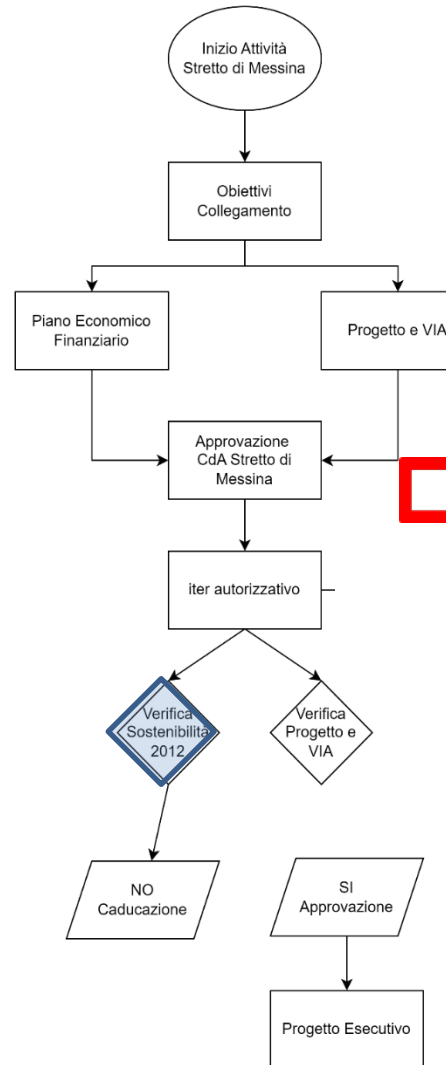 Inizio Attività
Stretto di Messina
Obiettivi
Collegamento
Piano Economico
Finanziario
Progetto e VIA
Approvazione
CdA Stretto di
Messina
iter autorizzativo
Verifica
Sostenibilità
2012
Verifica
Progetto e
VIA
NO
Caducazione
SI
Approvazione
Progetto Esecutivo